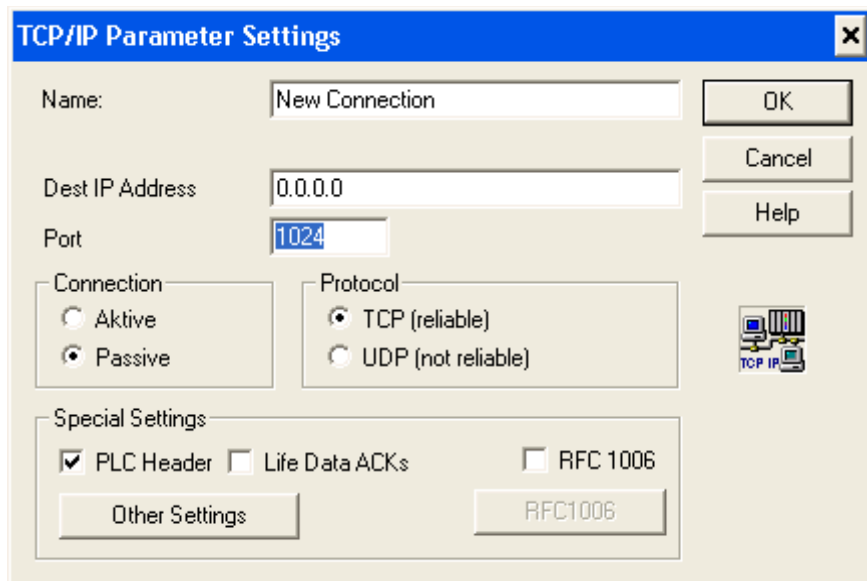 TCP/IP Parameter Settings
Name: New Connection OK
Cancel
Dest IP Address 0.0.0.0
Help
Port 1024
Connection Protocol
Aktive TCP (reliable)
Passive UDP (not reliable)
TCP IP
Special Settings
PLC Header Life Data ACKs RFC 1006
Other Settings RFC1006